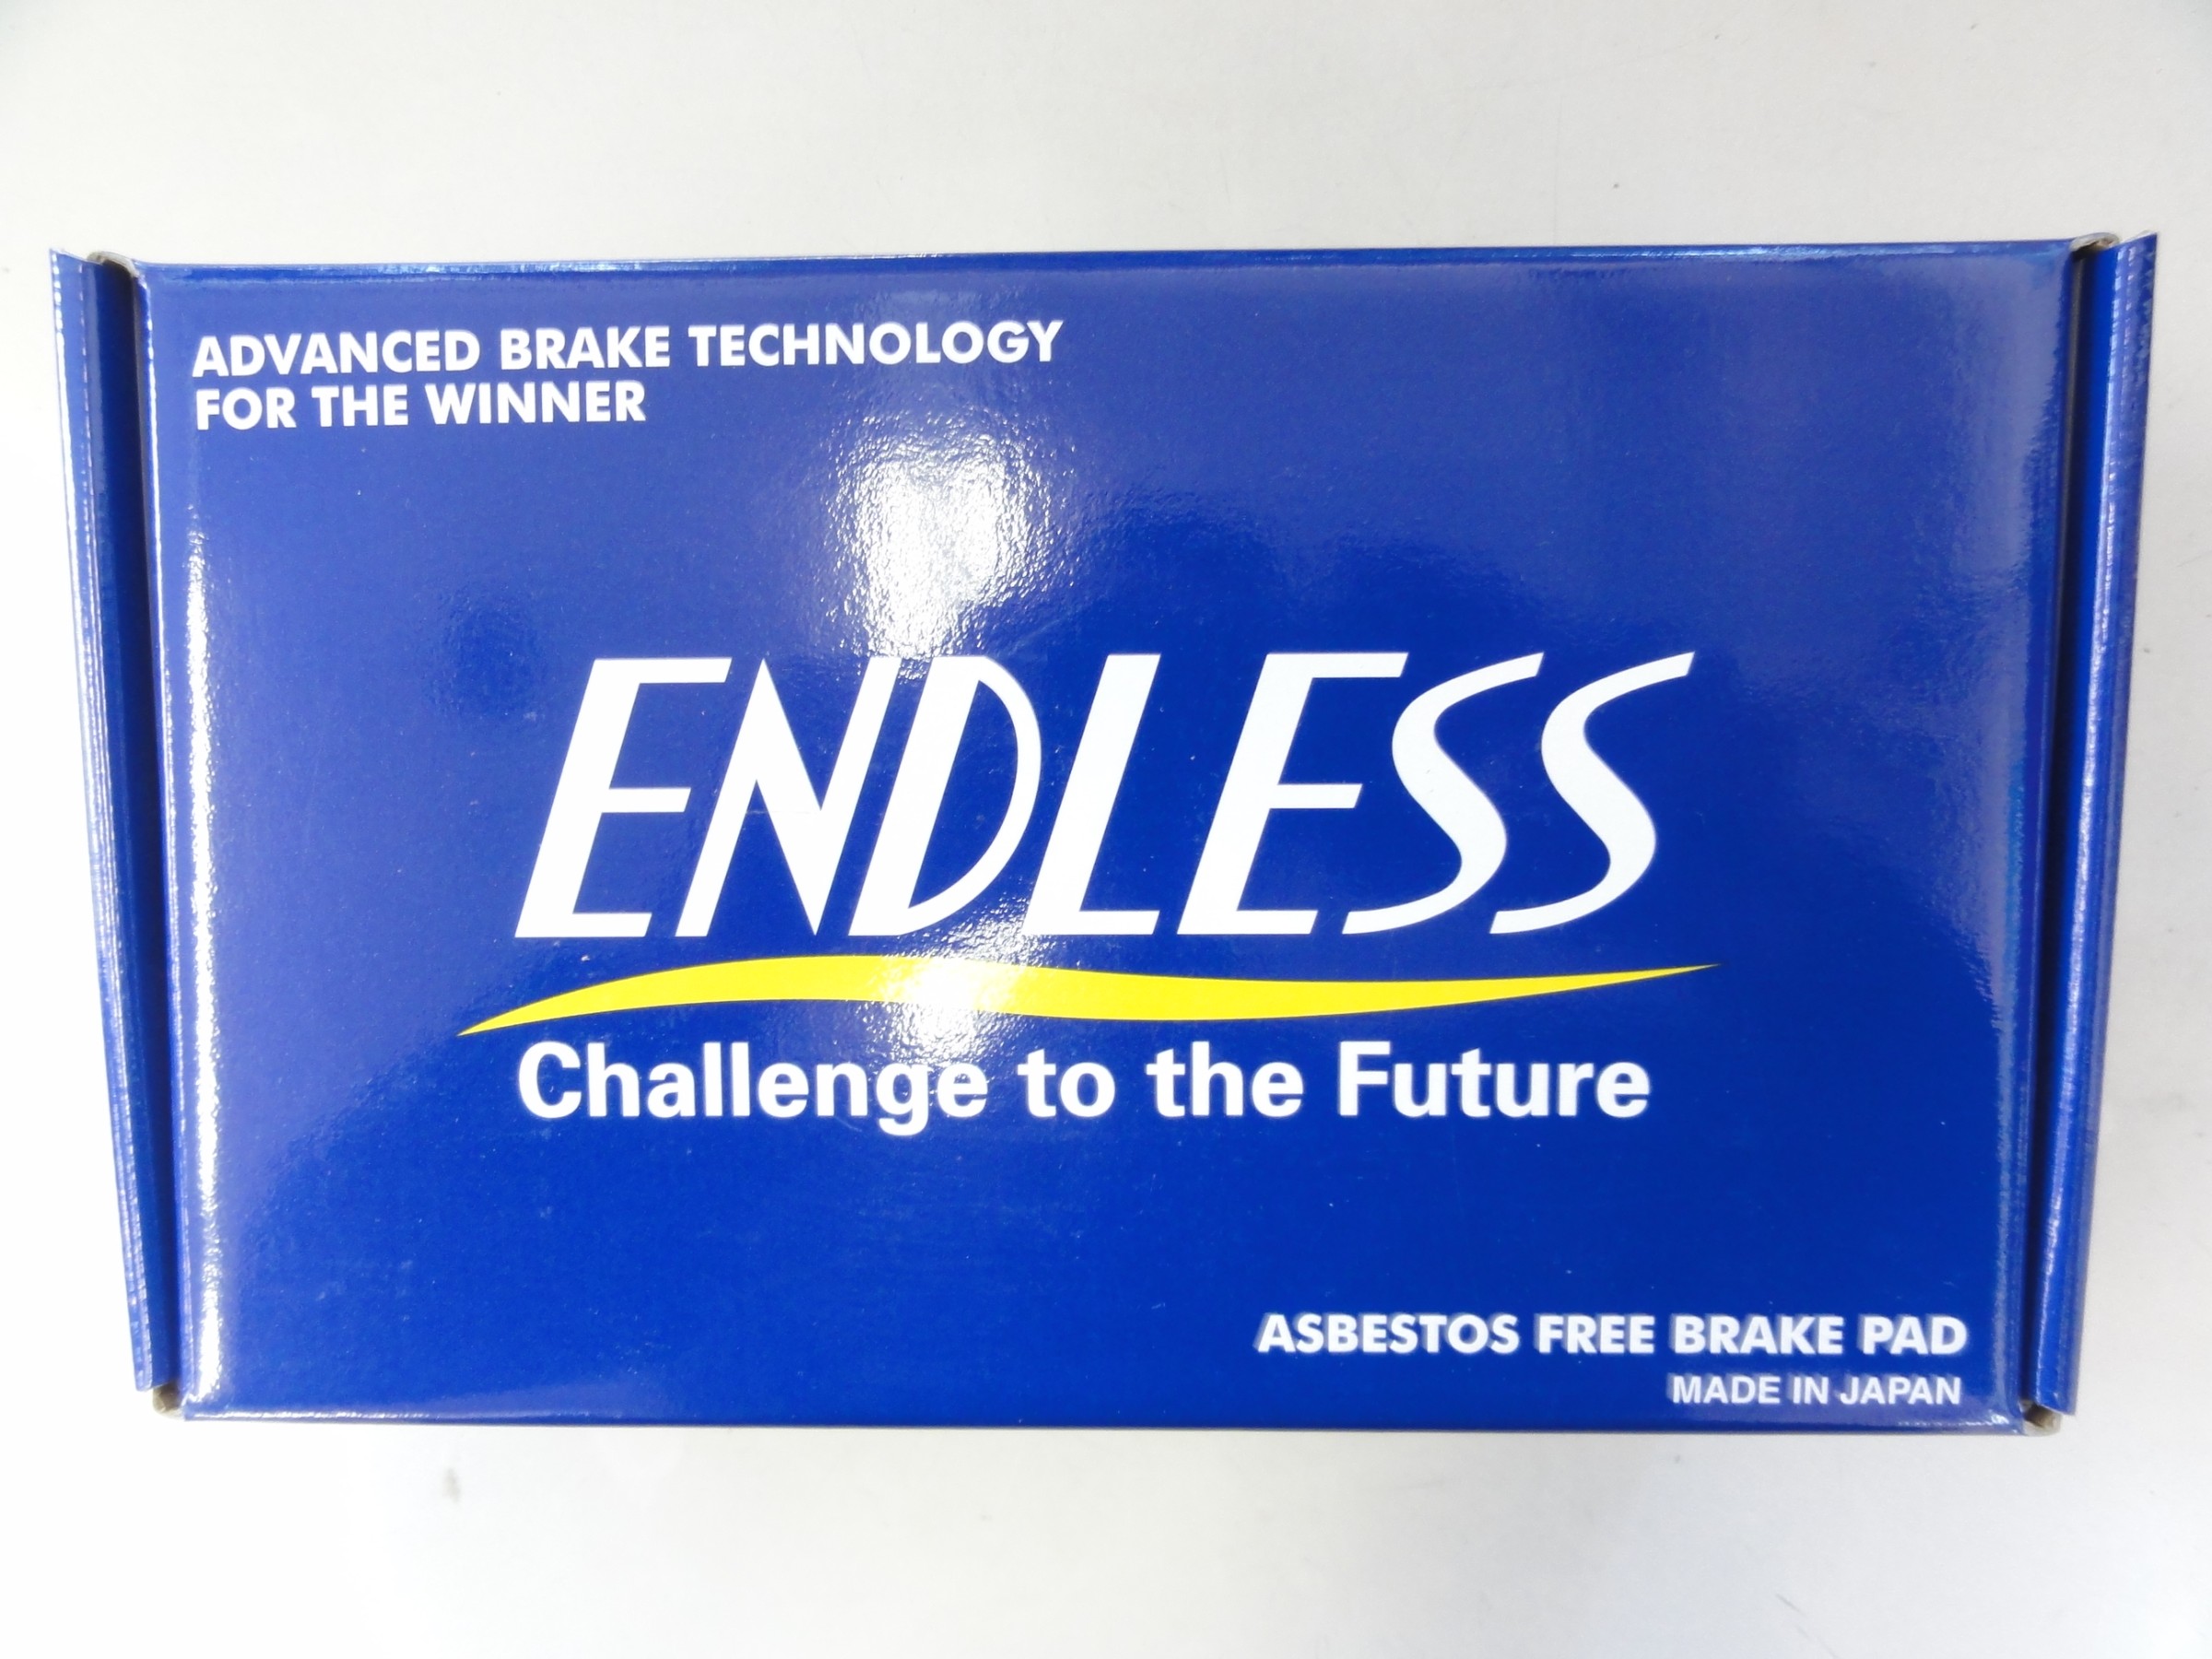 ADVANCED BRAKE TECHNOLOGY
FOR THE WINNER
ENDLESS
Challenge to the Future
ASBESTOS FREE BRAKE PAD
MADE IN JAPAN